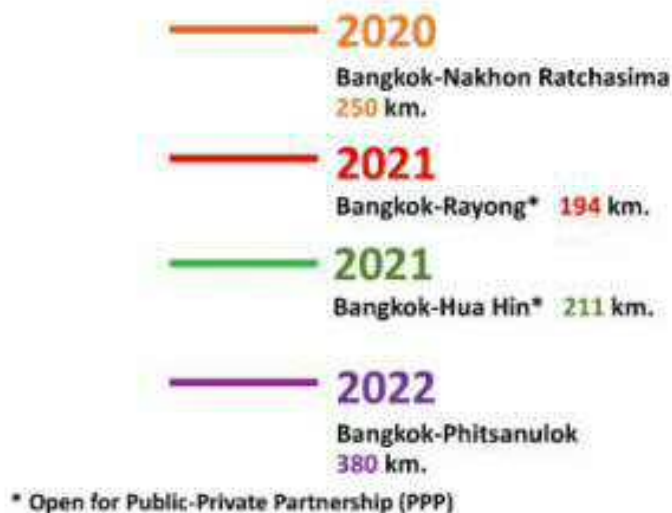 2020
Bangkok-Nakhon Ratchasima
250 km.
2021
Bangkok-Rayong* 194 km.
2021
Bangkok-Hua Hin* 211 km.
2022
Bangkok-Phitsanulok
380 km.
* Open for Public-Private Partnership (PPP)